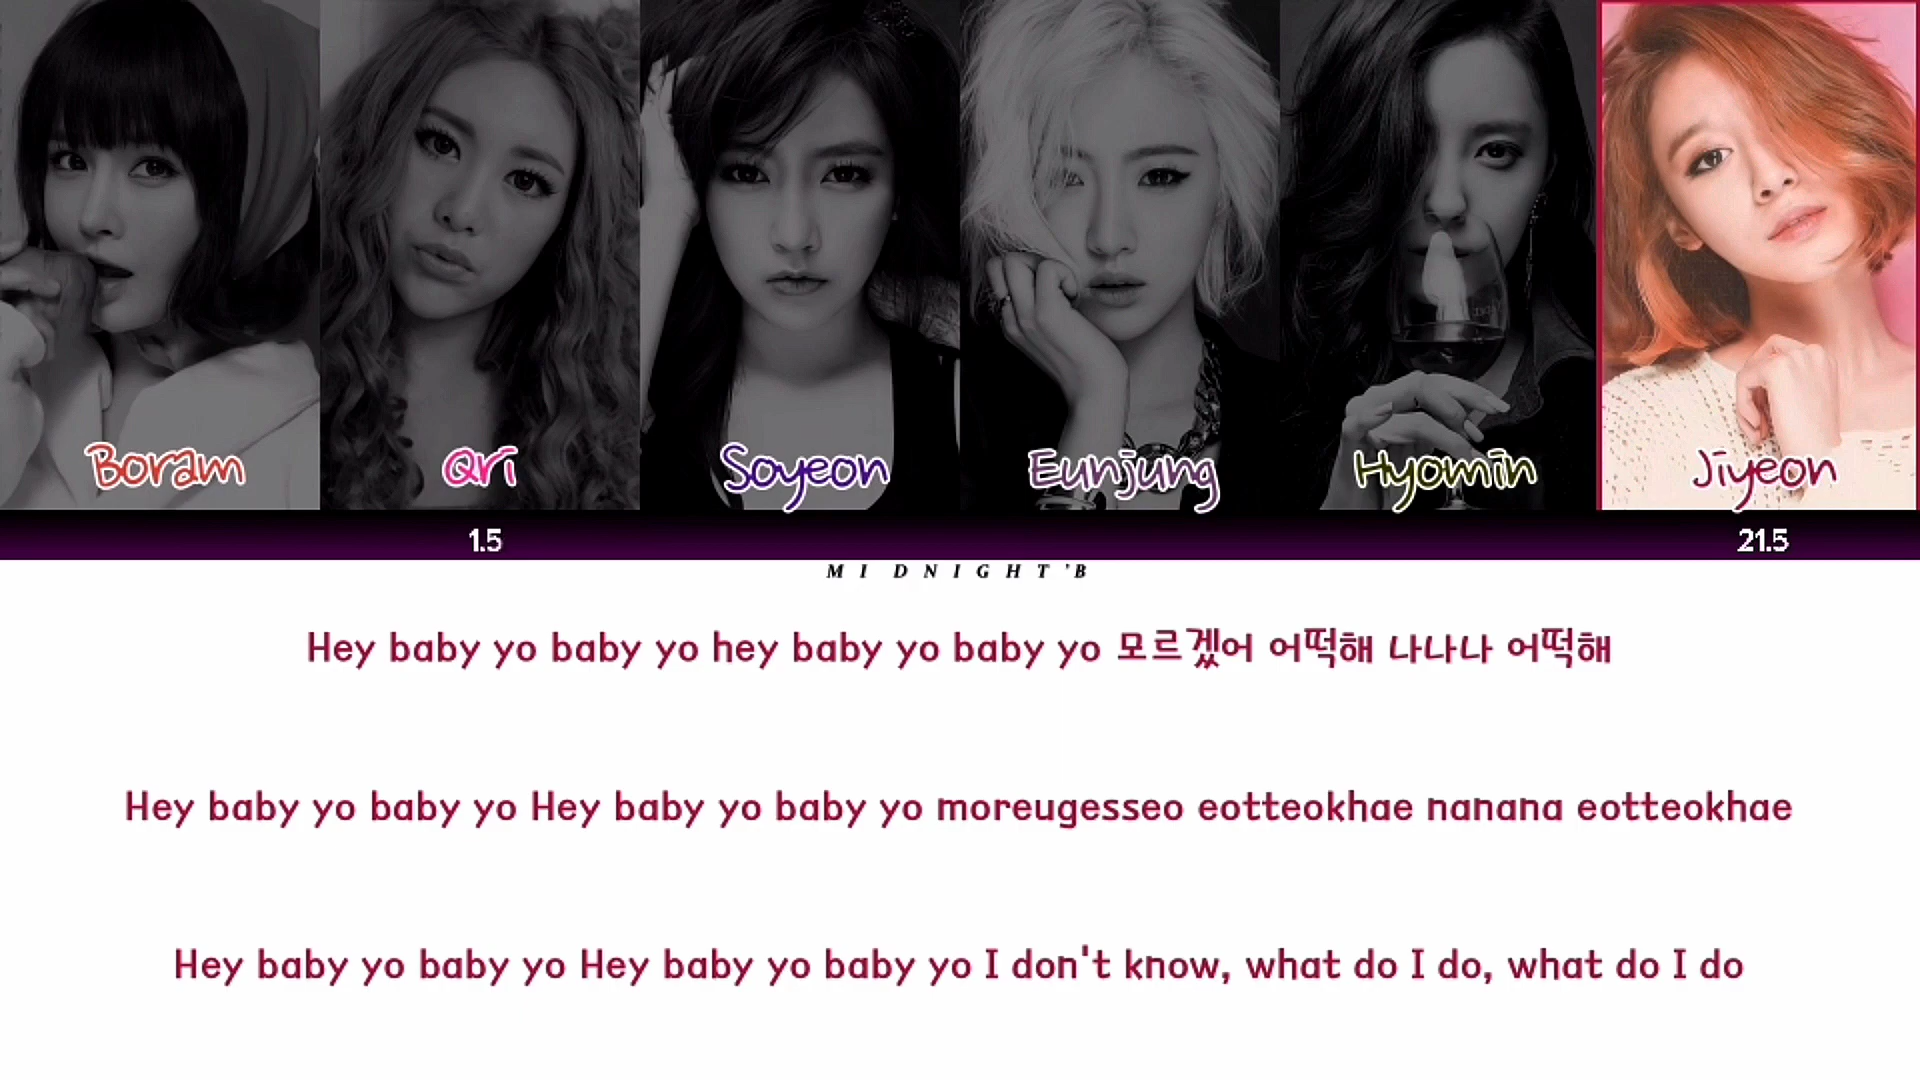 Boram
Qri
Soyeon
Eunjung
Hyomin
Jiyeon
1.5
21.5
MIDNIGHT'B
Hey baby yo baby yo hey baby yo baby yo 모르겠어 어떡해 나나나 어떡해
Hey baby yo baby yo Hey baby yo baby yo moreugesseo eotteokhae nanana eotteokhae
Hey baby yo baby yo Hey baby yo baby yo I don't know, what do I do, what do I do